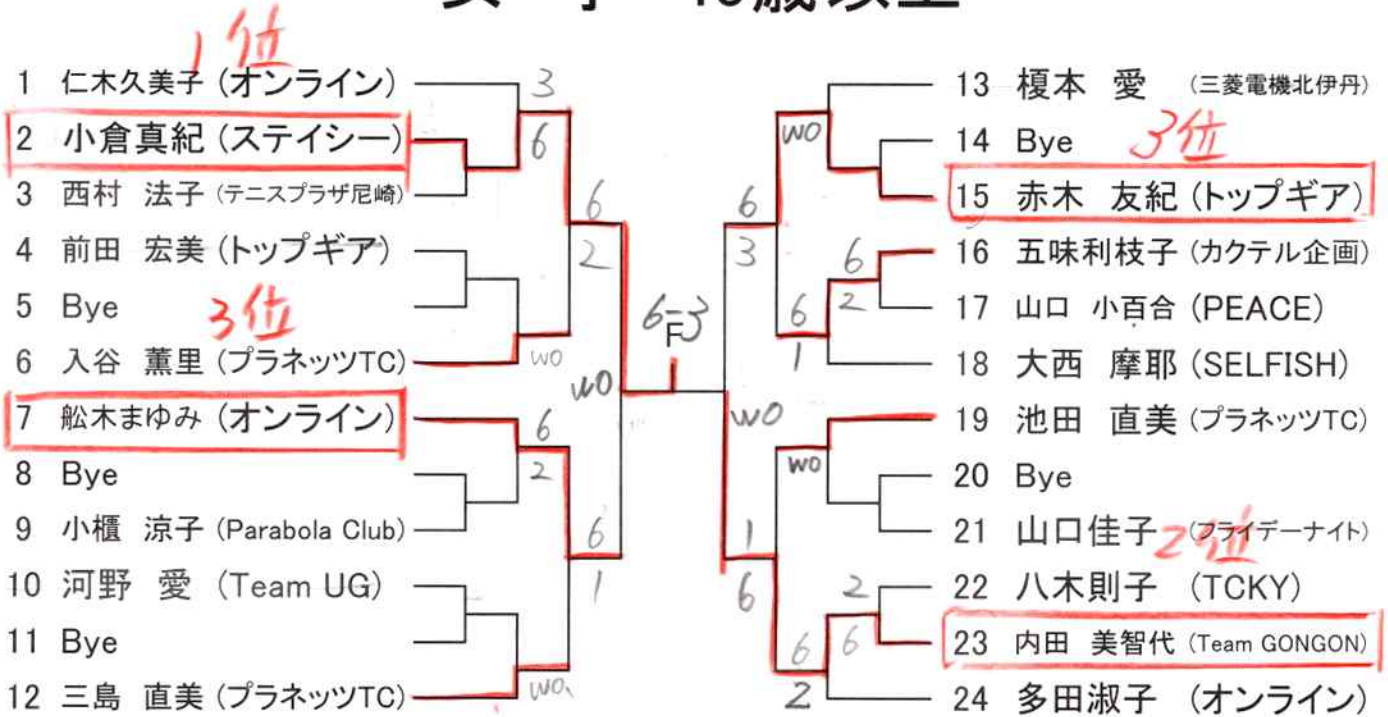 1位
1 仁木久美子 (オンライン)
2 小倉真紀 (ステイシー)
3 西村 法子 (テニスプラザ尼崎)
4 前田 宏美 (トップギア)
5 Bye
3位
6 入谷 薫里 (プラネッツTC)
7 舩木まゆみ (オンライン)
8 Bye
9 小櫃 涼子 (Parabola Club)
10 河野 愛 (Team UG)
11 Bye
12 三島 直美 (プラネッツTC)
3
6
6
2
wo
6
2
6
1
wo
wo
6-3
F
wo
6
3
wo
6
2
6
1
wo
1
6
2
6
6
2
13 榎本 愛 (三菱電機北伊丹)
14 Bye
3位
15 赤木 友紀 (トップギア)
16 五味利枝子 (カクテル企画)
17 山口 小百合 (PEACE)
18 大西 摩耶 (SELFISH)
19 池田 直美 (プラネッツTC)
20 Bye
21 山口佳子 (フライデーナイト)
2位
22 八木則子 (TCKY)
23 内田 美智代 (Team GONGON)
24 多田淑子 (オンライン)